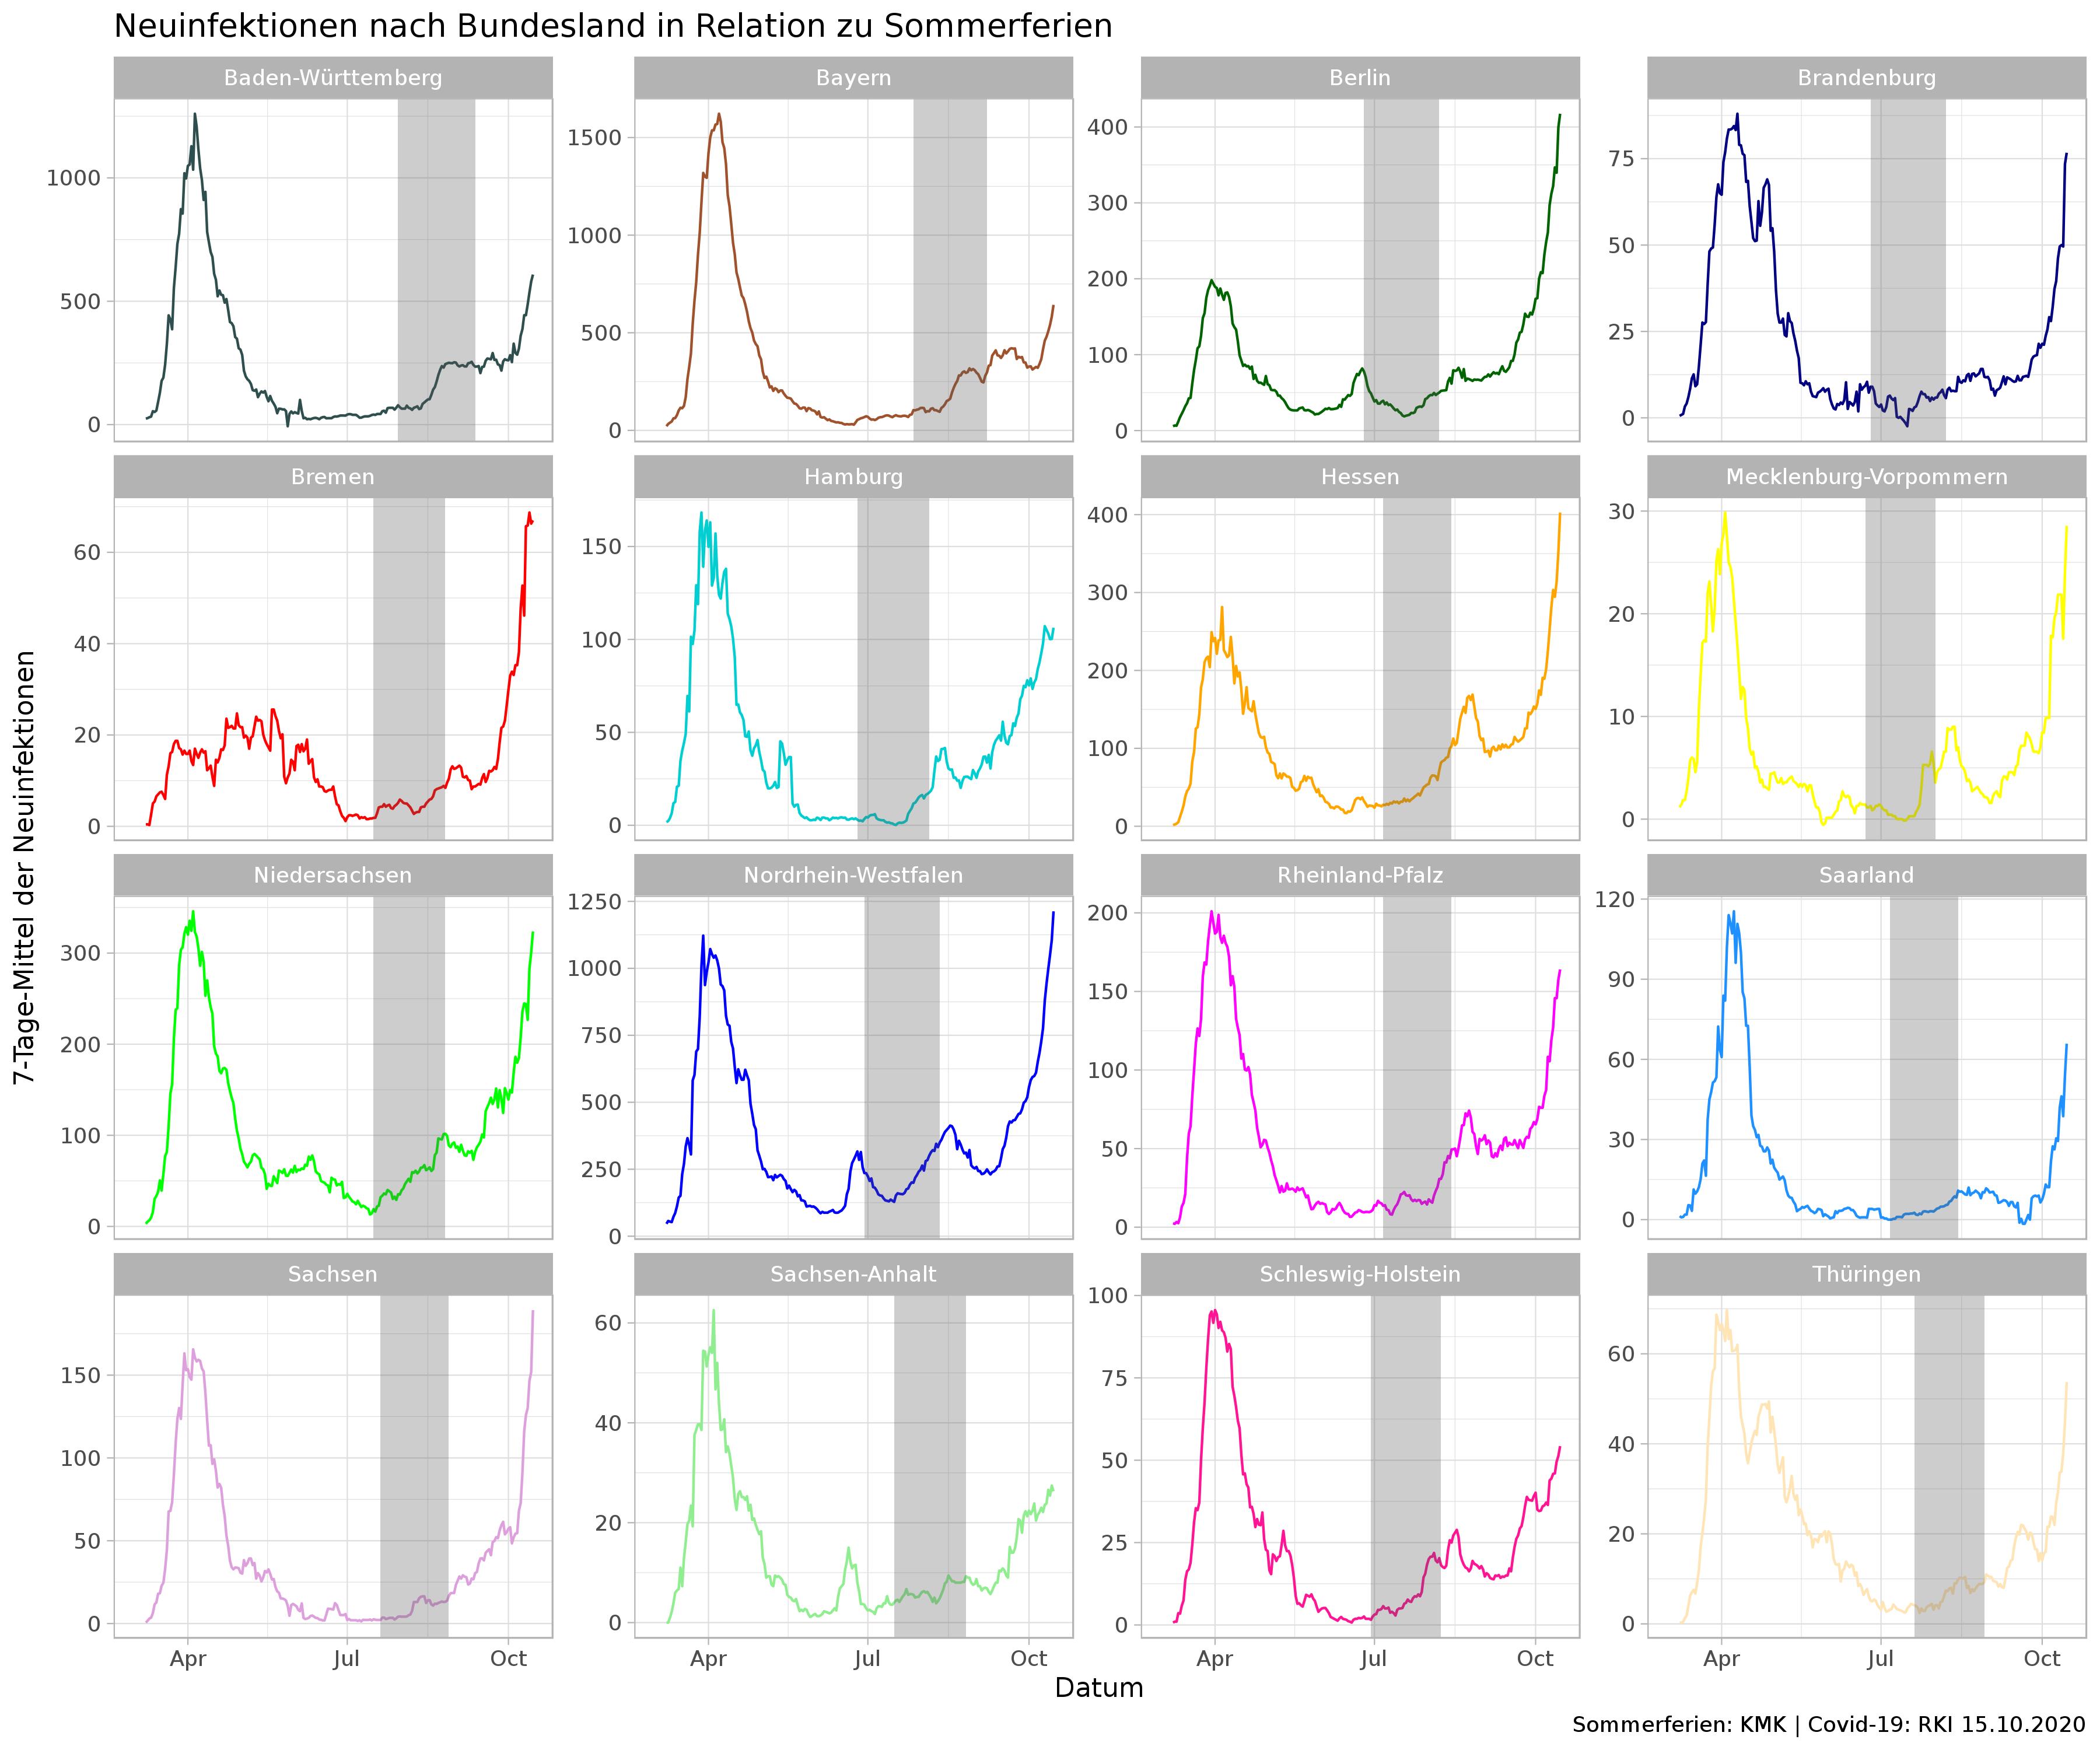 Neuinfektionen nach Bundesland in Relation zu Sommerferien
7-Tage-Mittel der Neuinfektionen
Baden-Württemberg
1000
500
0
Bayern
1500
1000
500
0
Berlin
400
300
200
100
0
Brandenburg
75
50
25
0
Bremen
60
40
20
0
Hamburg
150
100
50
0
Hessen
400
300
200
100
0
Mecklenburg-Vorpommern
30
20
10
0
Niedersachsen
300
200
100
0
Nordrhein-Westfalen
1250
1000
750
500
250
0
Rheinland-Pfalz
200
150
100
50
0
Saarland
120
90
60
30
0
Sachsen
150
100
50
0
Apr Jul Oct
Sachsen-Anhalt
60
40
20
0
Apr Jul Oct
Schleswig-Holstein
100
75
50
25
0
Apr Jul Oct
Thüringen
60
40
20
0
Apr Jul Oct
Datum
Sommerferien: KMK | Covid-19: RKI 15.10.2020